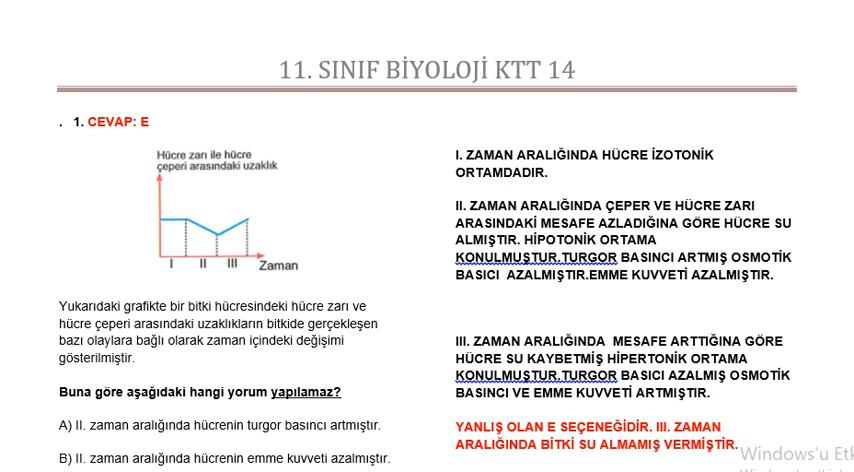 11. SINIF BİYOLOJİ KTT 14
. 1. CEVAP: E
Hücre zarı ile hücre
çeperi arasındaki uzaklık
I II III Zaman
Yukarıdaki grafikte bir bitki hücresindeki hücre zarı ve
hücre çeperi arasındaki uzaklıkların bitkide gerçekleşen
bazı olaylara bağlı olarak zaman içindeki değişimi
gösterilmiştir.
Buna göre aşağıdaki hangi yorum yapılamaz?
A) II. zaman aralığında hücrenin turgor basıncı artmıştır.
B) II. zaman aralığında hücrenin emme kuvveti azalmıştır.
I. ZAMAN ARALIĞINDA HÜCRE İZOTONİK
ORTAMDADIR.
II. ZAMAN ARALIĞINDA ÇEPER VE HÜCRE ZARI
ARASINDAKİ MESAFE AZLADIĞINA GÖRE HÜCRE SU
ALMIŞTIR. HİPOTONİK ORTAMA
KONULMUŞTUR.TURGOR BASINCI ARTMIŞ OSMOTİK
BASICI AZALMIŞTIR.EMME KUVVETİ AZALMIŞTIR.
III. ZAMAN ARALIĞINDA MESAFE ARTTIĞINA GÖRE
HÜCRE SU KAYBETMİŞ HİPERTONİK ORTAMA
KONULMUŞTUR.TURGOR BASICI AZALMIŞ OSMOTİK
BASINCI VE EMME KUVVETİ ARTMIŞTIR.
YANLIŞ OLAN E SEÇENEĞİDİR. III. ZAMAN
ARALIĞINDA BİTKİ SU ALMAMIŞ VERMİŞTİR.
Windows'u Etk